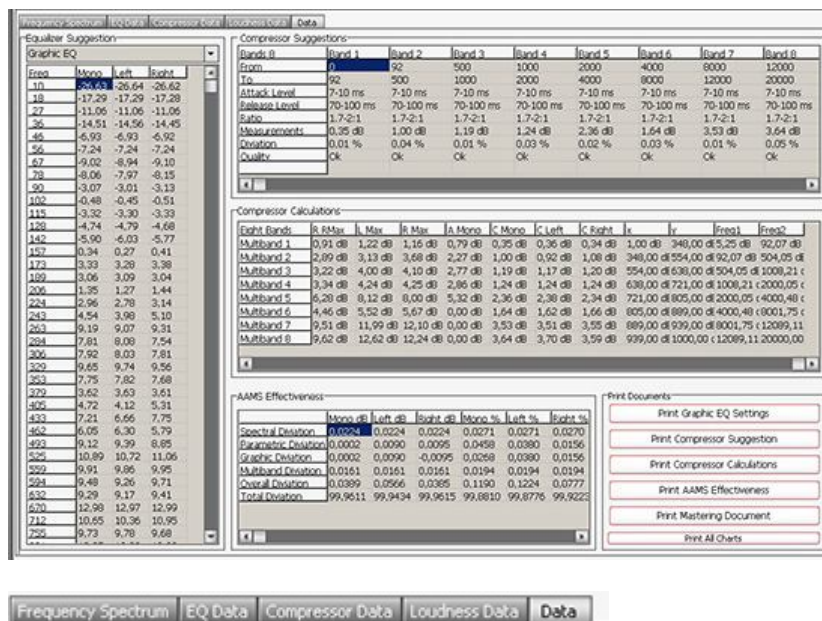 Frequency Spectrum EQ Data Compressor Data Loudness Data Data
Equalizer Suggestion
Graphic EQ
Freq Mono Left Right
10 -26,63 -26,64 -26,62
18 -17,29 -17,29 -17,28
27 -11,06 -11,06 -11,06
36 -14,51 -14,56 -14,45
46 -6,93 -6,93 -6,92
56 -7,24 -7,24 -7,24
67 -9,02 -8,94 -9,10
78 -8,06 -7,97 -8,15
90 -3,07 -3,01 -3,13
102 -0,48 -0,45 -0,51
115 -3,32 -3,30 -3,33
128 -4,74 -4,79 -4,68
142 -5,90 -6,03 -5,77
157 0,34 0,27 0,41
173 3,33 3,28 3,38
189 3,06 3,09 3,04
206 1,35 1,27 1,44
224 2,96 2,78 3,14
243 4,54 3,98 5,10
263 9,19 9,07 9,31
284 7,81 8,08 7,54
306 7,92 8,03 7,81
329 9,65 9,74 9,56
353 7,75 7,82 7,68
379 3,62 3,63 3,61
405 4,72 4,12 5,31
433 7,21 6,66 7,75
462 6,05 6,30 5,79
493 9,12 9,39 8,85
525 10,89 10,72 11,06
559 9,91 9,86 9,95
594 9,48 9,26 9,71
632 9,29 9,17 9,41
670 12,98 12,97 12,99
712 10,65 10,36 10,95
755 9,73 9,78 9,68
Compressor Suggestions
Bands 8 Band 1 Band 2 Band 3 Band 4 Band 5 Band 6 Band 7 Band 8
From 0 92 500 1000 2000 4000 8000 12000
To 92 500 1000 2000 4000 8000 12000 20000
Attack Level 7-10 ms 7-10 ms 7-10 ms 7-10 ms 7-10 ms 7-10 ms 7-10 ms 7-10 ms
Release Level 70-100 ms 70-100 ms 70-100 ms 70-100 ms 70-100 ms 70-100 ms 70-100 ms 70-100 ms
Ratio 1.7-2:1 1.7-2:1 1.7-2:1 1.7-2:1 1.7-2:1 1.7-2:1 1.7-2:1 1.7-2:1
Measurements 0,35 dB 1,00 dB 1,19 dB 1,24 dB 2,36 dB 1,64 dB 3,53 dB 3,64 dB
Diviation 0.01 % 0.04 % 0.01 % 0.03 % 0.02 % 0.03 % 0.01 % 0.05 %
Quality Ok Ok Ok Ok Ok Ok Ok Ok
Compressor Calculations
Eight Bands R RMax L Max R Max A Mono C Mono C Left C Right x y Freq1 Freq2
Multiband 1 0,91 dB 1,22 dB 1,16 dB 0,79 dB 0,35 dB 0,36 dB 0,34 dB 1,00 dB 348,00 dB 5,25 dB 92,07 dB
Multiband 2 2,89 dB 3,13 dB 3,68 dB 2,27 dB 1,00 dB 0,92 dB 1,08 dB 348,00 dB 554,00 dB 92,07 dB 504,05 dB
Multiband 3 3,22 dB 4,00 dB 4,10 dB 2,77 dB 1,19 dB 1,17 dB 1,20 dB 554,00 dB 638,00 dB 504,05 dB 1008,21
Multiband 4 3,34 dB 4,24 dB 4,25 dB 2,86 dB 1,24 dB 1,24 dB 1,24 dB 638,00 dB 721,00 dB 1008,21 2000,05
Multiband 5 6,28 dB 8,12 dB 8,00 dB 5,32 dB 2,36 dB 2,38 dB 2,34 dB 721,00 dB 805,00 dB 2000,05 4000,48
Multiband 6 4,46 dB 5,52 dB 5,67 dB 0,00 dB 1,64 dB 1,62 dB 1,66 dB 805,00 dB 889,00 dB 4000,48 8001,75
Multiband 7 9,51 dB 11,99 dB 12,10 dB 0,00 dB 3,53 dB 3,51 dB 3,55 dB 889,00 dB 939,00 dB 8001,75 12089,11
Multiband 8 9,62 dB 12,62 dB 12,24 dB 0,00 dB 3,64 dB 3,70 dB 3,59 dB 939,00 dB 1000,00 12089,11 20000,00
AAMS Effectiveness
Mono dB Left dB Right dB Mono % Left % Right %
Spectral Diviation 0,0224 0,0224 0,0224 0,0271 0,0271 0,0270
Parametric Diviation 0,0002 0,0090 0,0095 0,0458 0,0380 0,0156
Graphic Diviation 0,0002 0,0090 -0,0095 0,0268 0,0380 0,0156
Multiband Diviation 0,0161 0,0161 0,0161 0,0194 0,0194 0,0194
Overall Diviation 0,0389 0,0566 0,0385 0,1190 0,1224 0,0777
Total Diviation 99,9611 99,9434 99,9615 99,8810 99,8776 99,9223
Print Documents
Print Graphic EQ Settings
Print Compressor Suggestion
Print Compressor Calculations
Print AAMS Effectiveness
Print Mastering Document
Print All Charts
Frequency Spectrum EQ Data Compressor Data Loudness Data Data